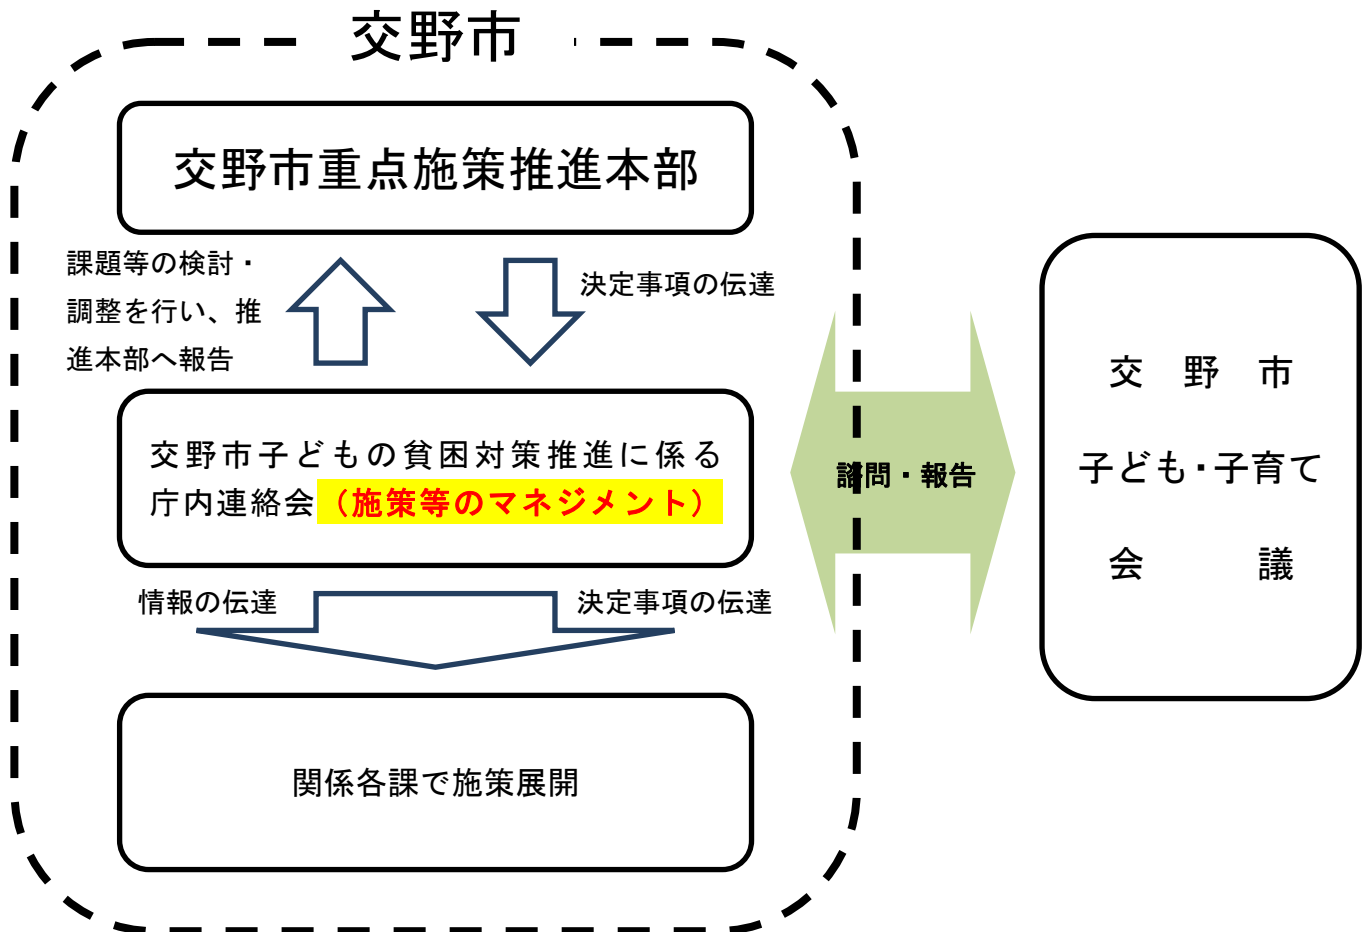 交野市
交野市重点施策推進本部
課題等の検討・
調整を行い、推
進本部へ報告
決定事項の伝達
交野市子どもの貧困対策推進に係る
庁内連絡会（施策等のマネジメント）
情報の伝達
決定事項の伝達
関係各課で施策展開
諮問・報告
交　野　市
子ども・子育て
会　　　議